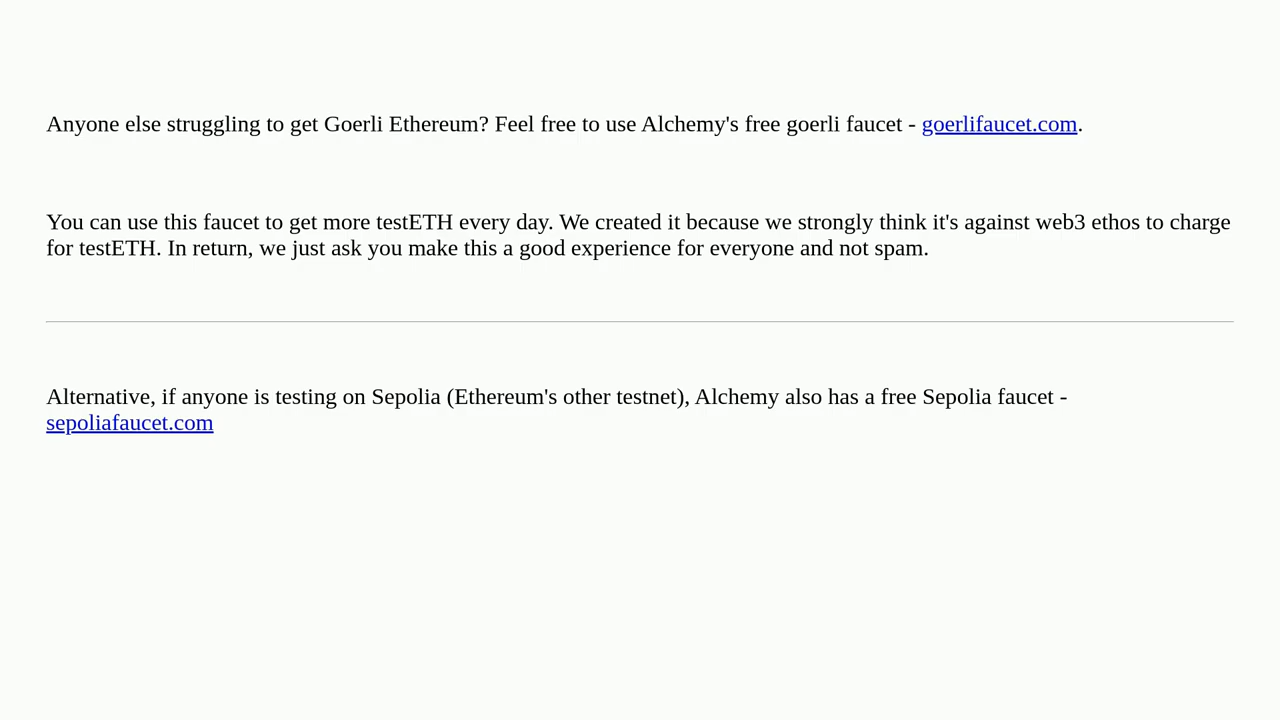 Anyone else struggling to get Goerli Ethereum? Feel free to use Alchemy's free goerli faucet - goerlifaucet.com.
You can use this faucet to get more testETH every day. We created it because we strongly think it's against web3 ethos to charge
for testETH. In return, we just ask you make this a good experience for everyone and not spam.
Alternative, if anyone is testing on Sepolia (Ethereum's other testnet), Alchemy also has a free Sepolia faucet -
sepoliafaucet.com